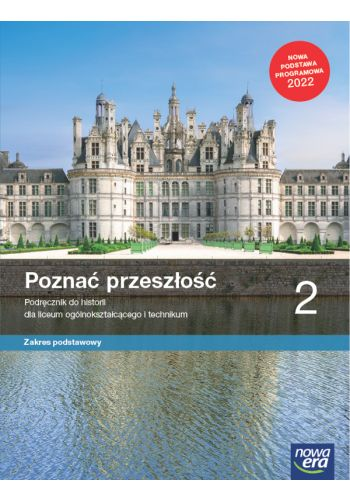 NOWA
PODSTAWA
PROGRAMOWA
2022
Poznać przeszłość
2
Podręcznik do historii
dla liceum ogólnokształcącego i technikum
Zakres podstawowy
nowa
era